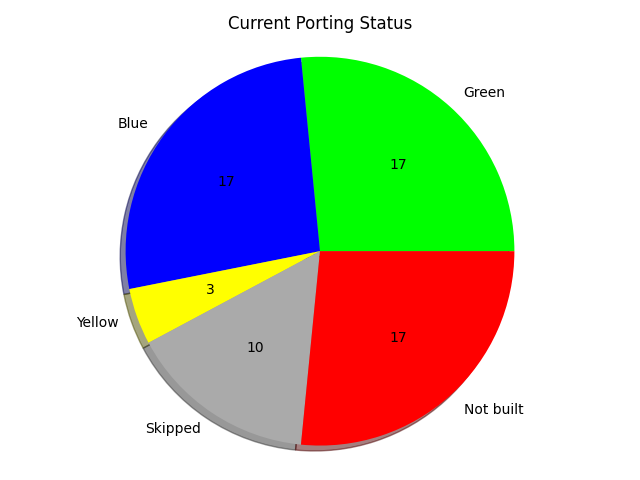 Current Porting Status
Green
17
Blue
17
Yellow
3
Skipped
10
Not built
17